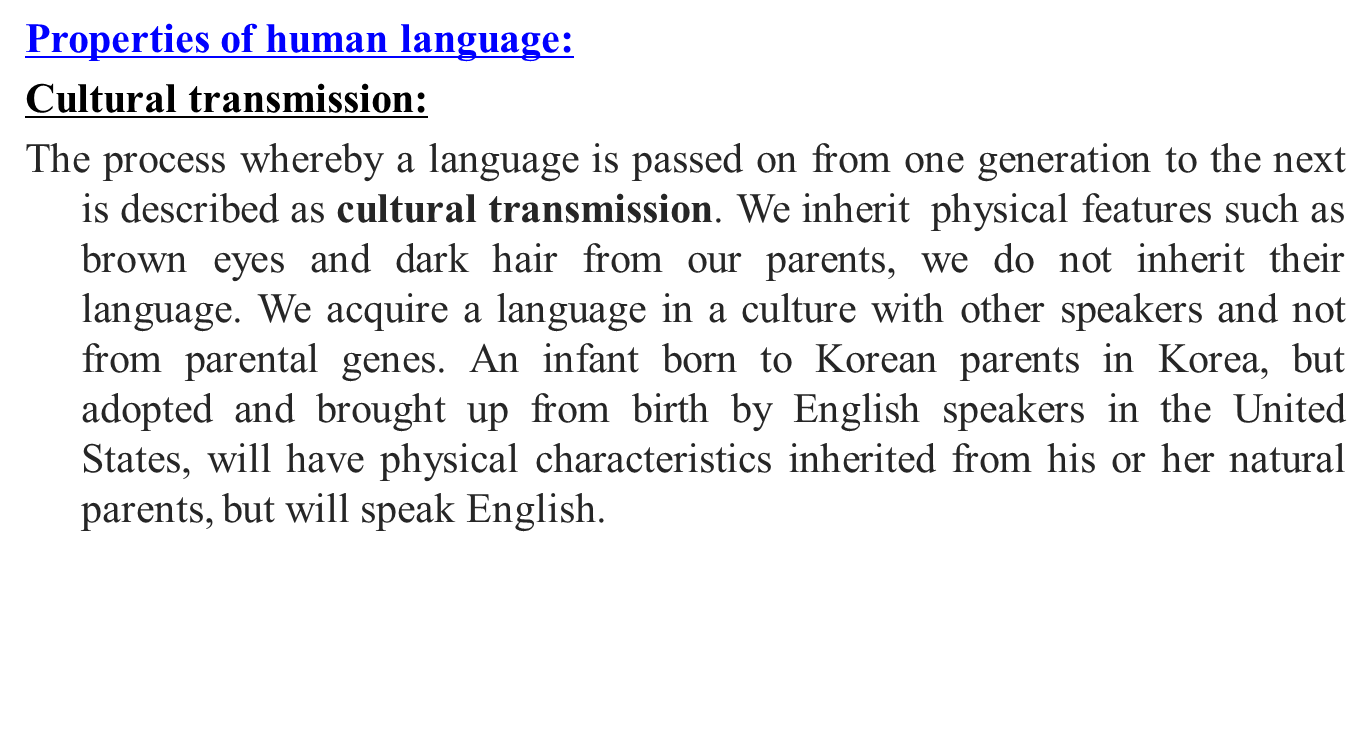 Properties of human language:
Cultural transmission:
The process whereby a language is passed on from one generation to the next
is described as cultural transmission. We inherit physical features such as
brown eyes and dark hair from our parents, we do not inherit their
language. We acquire a language in a culture with other speakers and not
from parental genes. An infant born to Korean parents in Korea, but
adopted and brought up from birth by English speakers in the United
States, will have physical characteristics inherited from his or her natural
parents, but will speak English.